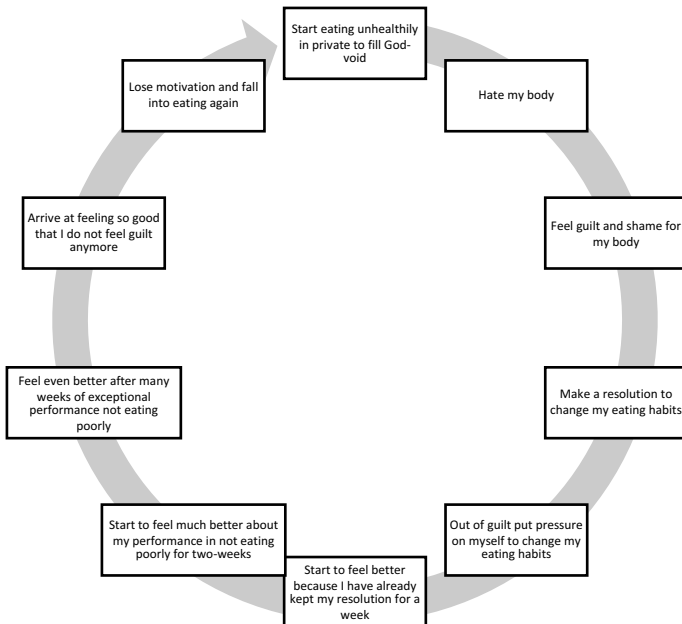 Start eating unhealthily
in private to fill God-
void
Hate my body
Feel guilt and shame for
my body
Make a resolution to
change my eating habits
Out of guilt put pressure
on myself to change my
eating habits
Start to feel better
because I have already
kept my resolution for a
week
Start to feel much better about
my performance in not eating
poorly for two-weeks
Feel even better after many
weeks of exceptional
performance not eating
poorly
Arrive at feeling so good
that I do not feel guilt
anymore
Lose motivation and fall
into eating again